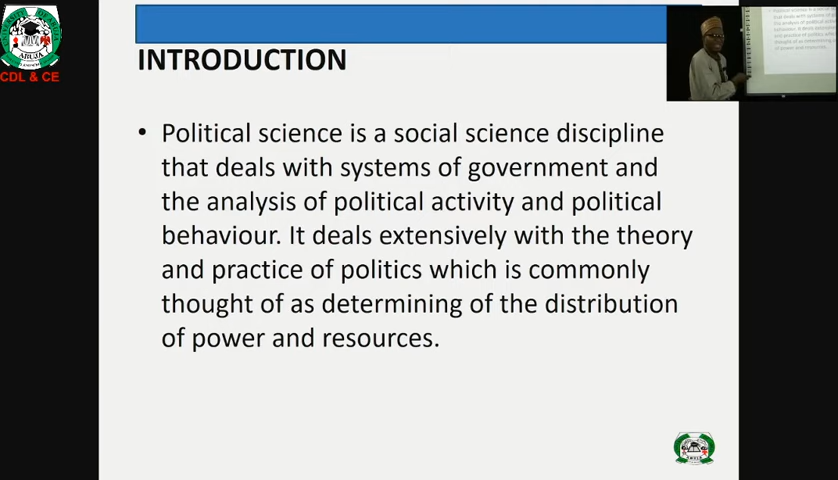 ABUJA
CDL & CE
INTRODUCTION
• Political science is a social science discipline
that deals with systems of government and
the analysis of political activity and political
behaviour. It deals extensively with the theory
and practice of politics which is commonly
thought of as determining of the distribution
of power and resources.